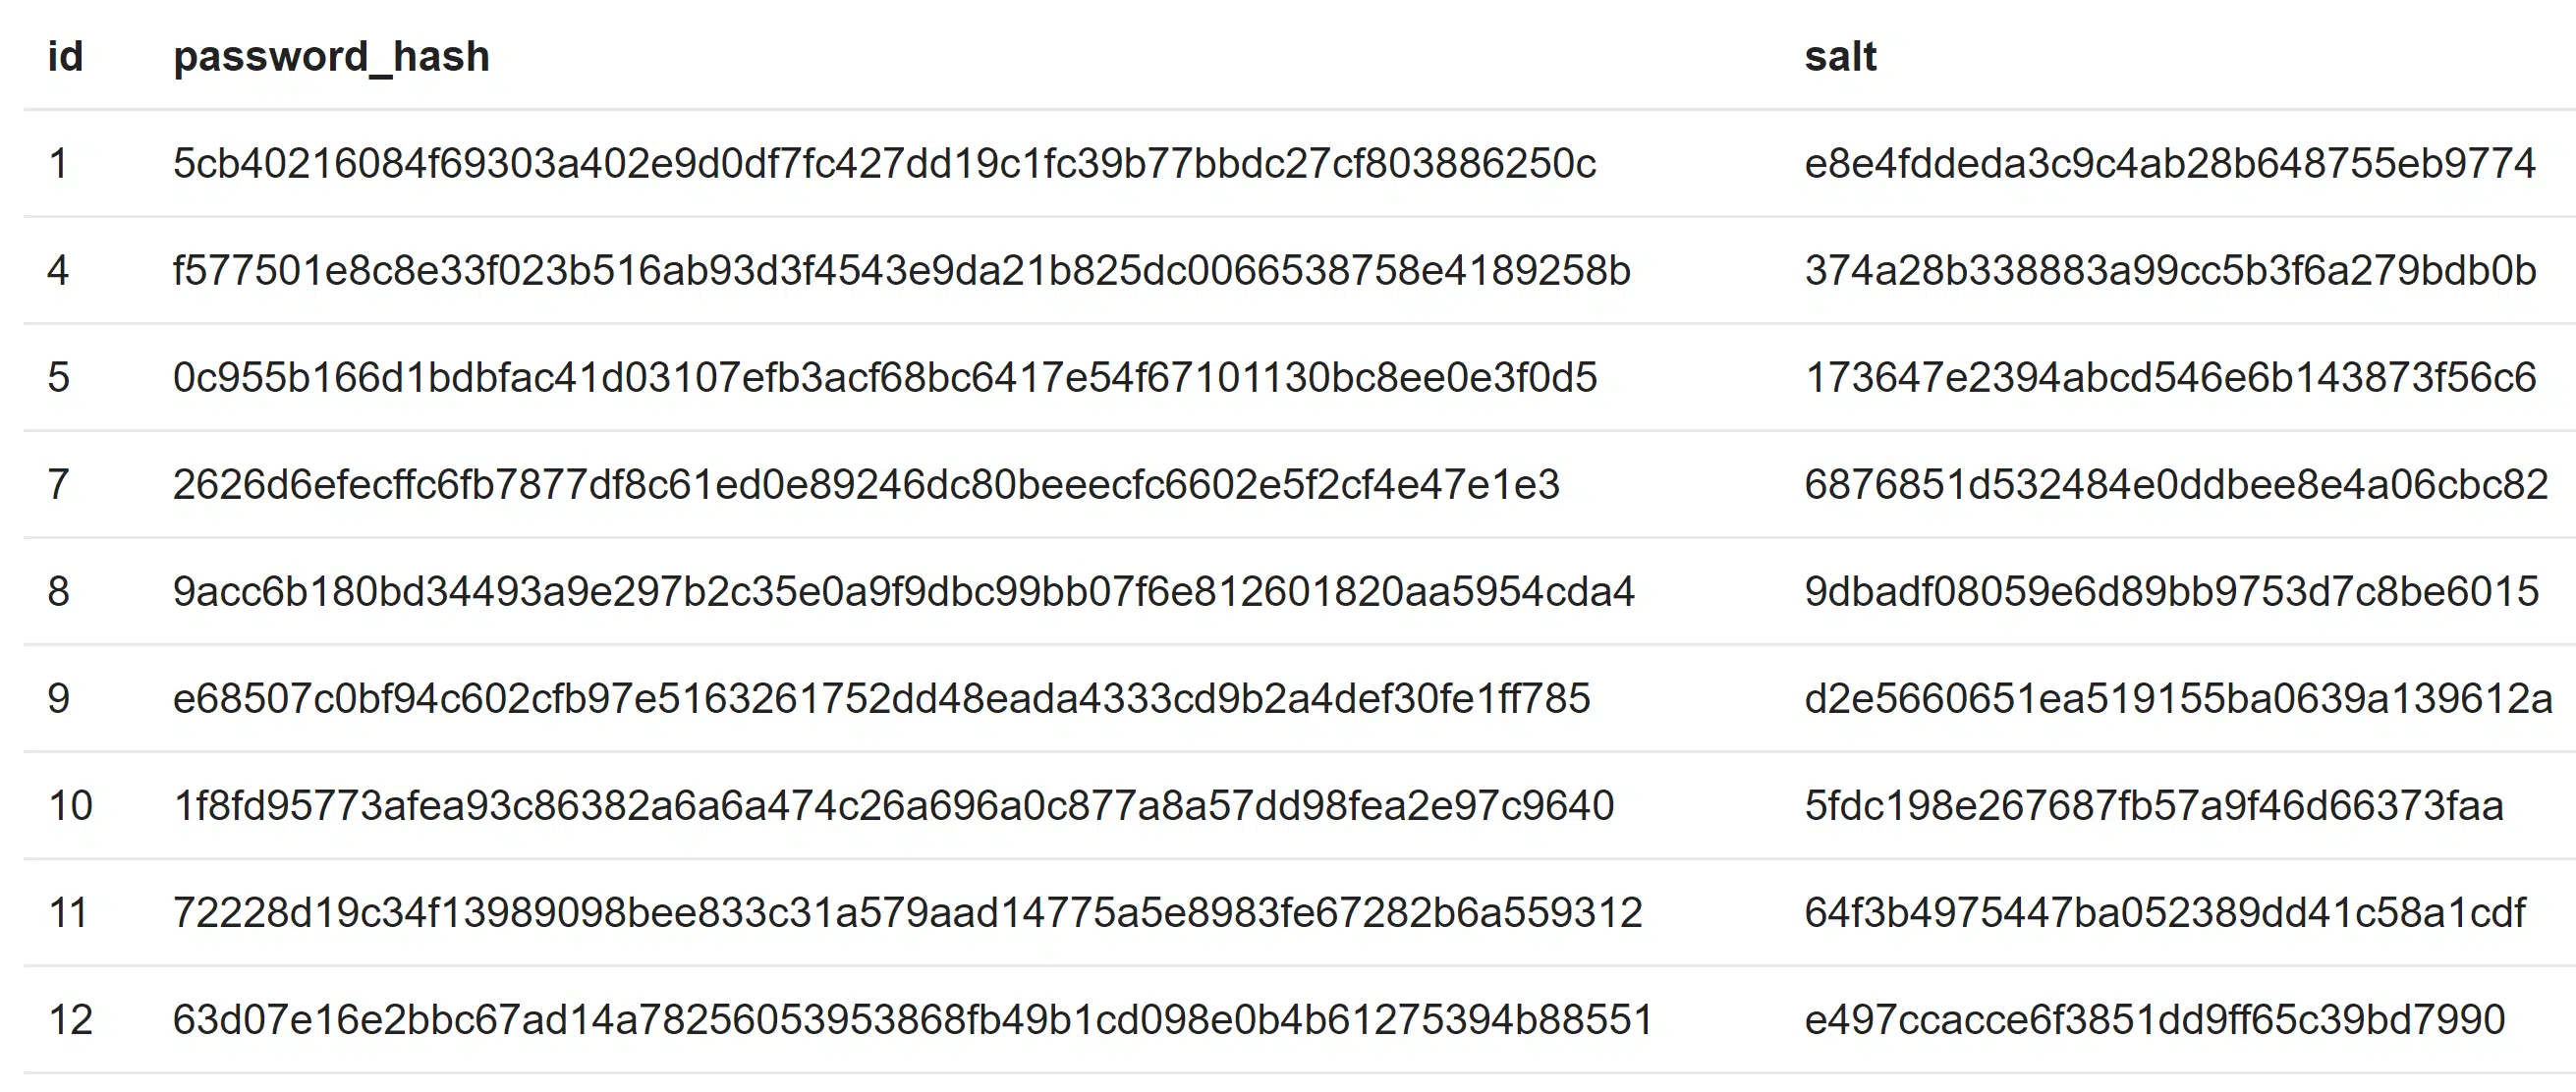 id password_hash salt
1 5cb40216084f69303a402e9d0df7fc427dd19c1fc39b77bbdc27cf803886250c e8e4fddeda3c9c4ab28b648755eb9774
4 f577501e8c8e33f023b516ab93d3f4543e9da21b825dc0066538758e4189258b 374a28b338883a99cc5b3f6a279bdb0b
5 0c955b166d1bdbfac41d03107efb3acf68bc6417e54f67101130bc8ee0e3f0d5 173647e2394abcd546e6b143873f56c6
7 2626d6efecffc6fb7877df8c61ed0e89246dc80beeecfc6602e5f2cf4e47e1e3 6876851d532484e0ddbee8e4a06cbc82
8 9acc6b180bd34493a9e297b2c35e0a9f9dbc99bb07f6e812601820aa5954cda4 9dbadf08059e6d89bb9753d7c8be6015
9 e68507c0bf94c602cfb97e5163261752dd48eada4333cd9b2a4def30fe1ff785 d2e5660651ea519155ba0639a139612a
10 1f8fd95773afea93c86382a6a6a474c26a696a0c877a8a57dd98fea2e97c9640 5fdc198e267687fb57a9f46d66373faa
11 72228d19c34f13989098bee833c31a579aad14775a5e8983fe67282b6a559312 64f3b4975447ba052389dd41c58a1cdf
12 63d07e16e2bbc67ad14a78256053953868fb49b1cd098e0b4b61275394b88551 e497ccacce6f3851dd9ff65c39bd7990